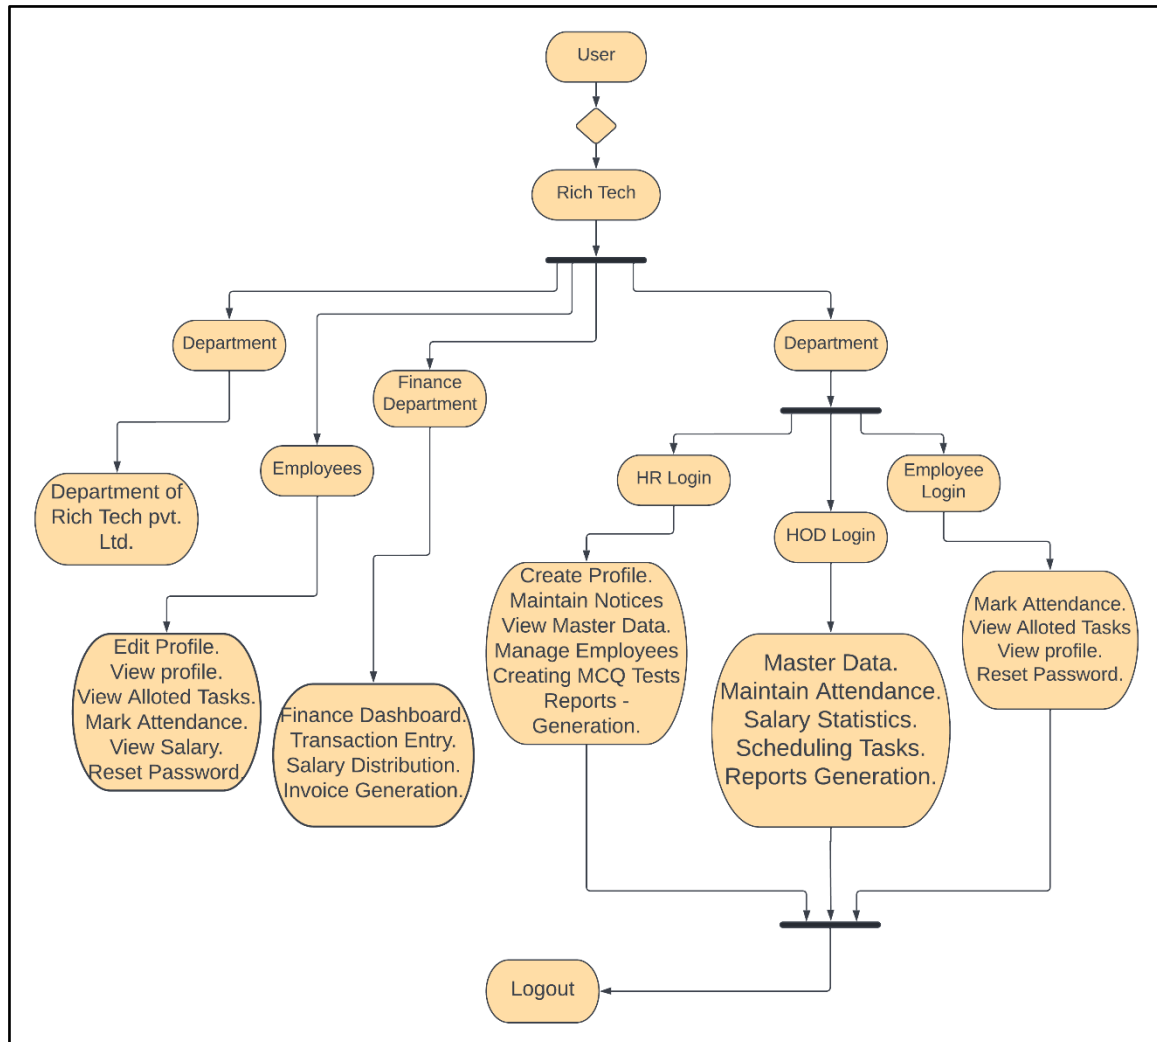 User
Rich Tech
Department
Department
Finance
Department
Employees
HR Login
Employee
Login
Department of
Rich Tech pvt.
Ltd.
HOD Login
Create Profile.
Maintain Notices
View Master Data.
Manage Employees
Creating MCQ Tests
Reports -
Generation.
Mark Attendance.
View Alloted Tasks
View profile.
Reset Password.
Edit Profile.
View profile.
View Alloted Tasks.
Mark Attendance.
View Salary.
Reset Password.
Master Data.
Maintain Attendance.
Salary Statistics.
Scheduling Tasks.
Reports Generation.
Finance Dashboard.
Transaction Entry.
Salary Distribution.
Invoice Generation.
Logout